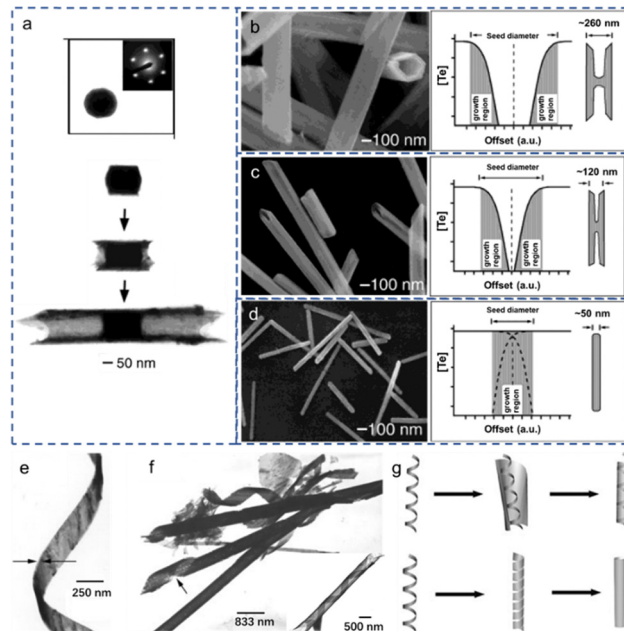 a
– 50 nm
b
–100 nm
Seed diameter
[Te]
growth
region
growth
region
Offset (a.u.)
~260 nm
c
–100 nm
Seed diameter
[Te]
growth
region
growth
region
Offset (a.u.)
~120 nm
d
–100 nm
Seed diameter
[Te]
growth
region
Offset (a.u.)
~50 nm
e
250 nm
f
833 nm
500 nm
g